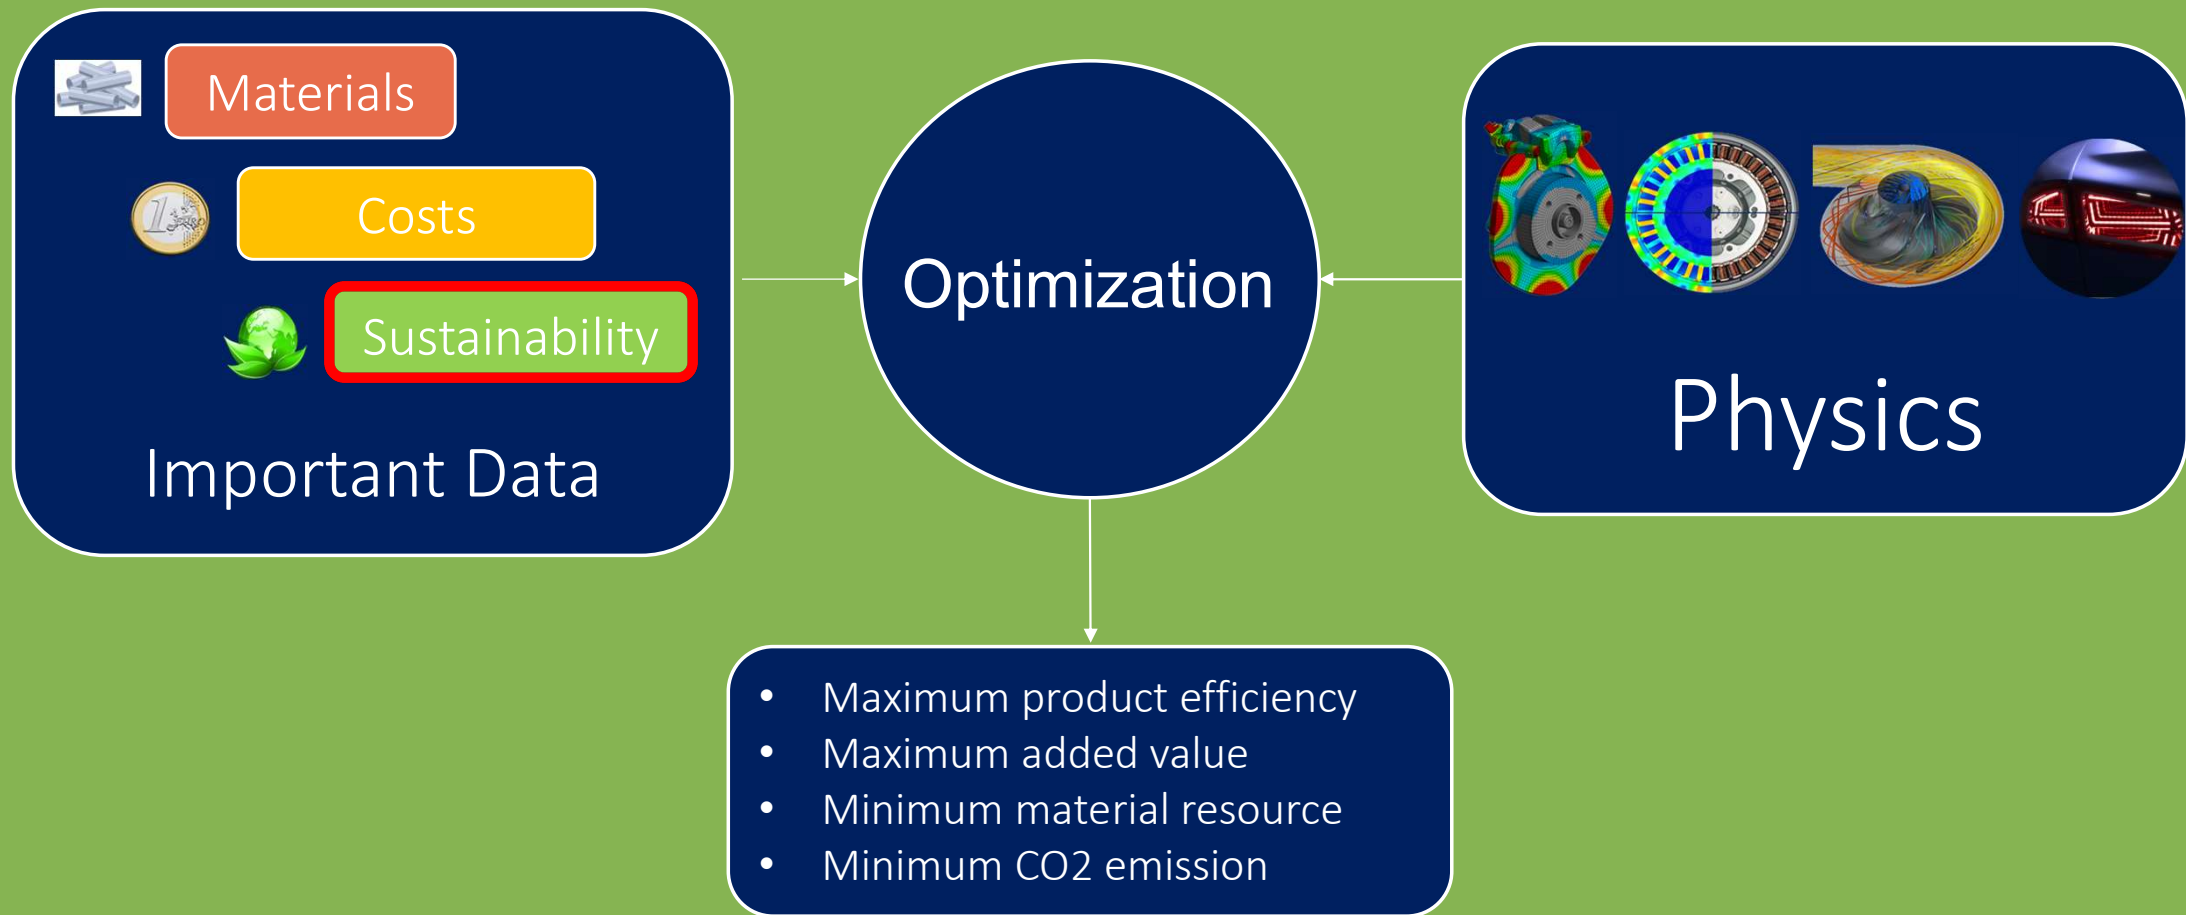 Materials
Costs
Sustainability
Important Data
Optimization
Physics
• Maximum product efficiency
• Maximum added value
• Minimum material resource
• Minimum CO2 emission